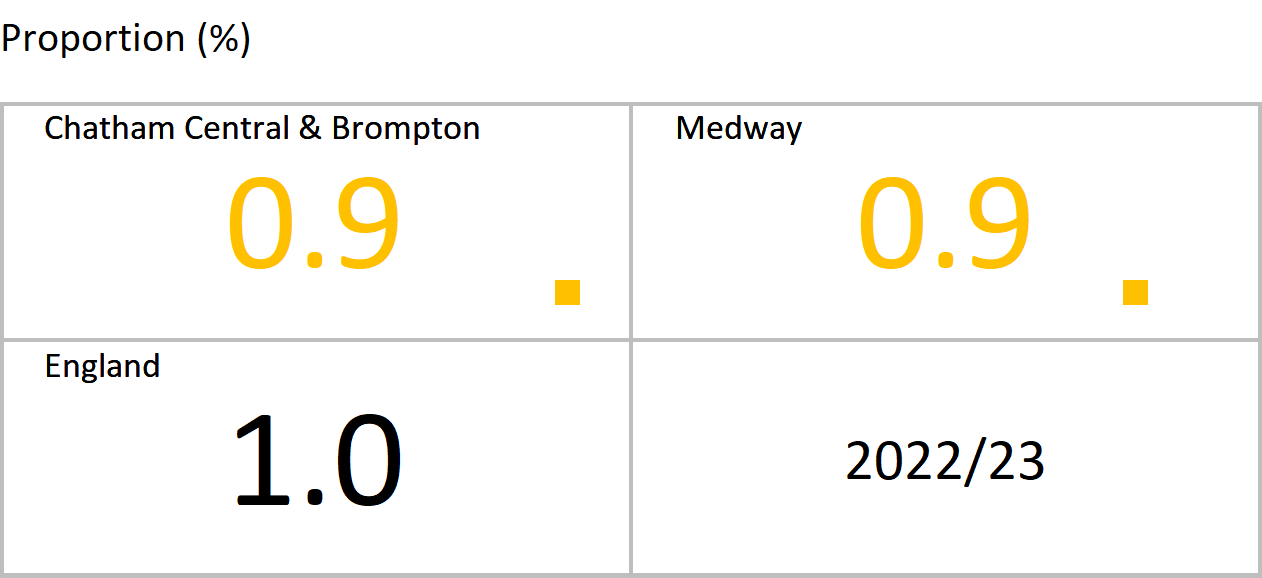 Proportion (%)
Chatham Central & Brompton
0.9
Medway
0.9
England
1.0
2022/23